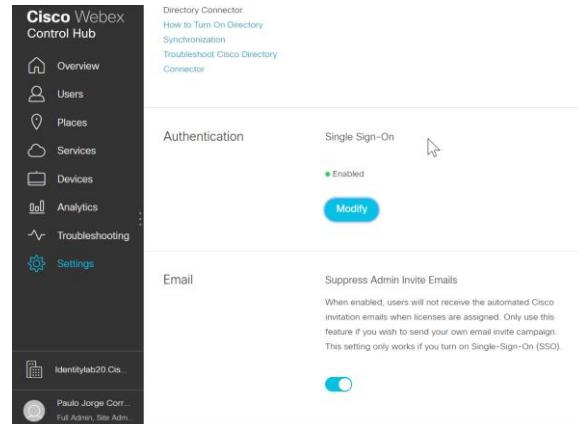 Cisco Webex
Control Hub
Overview
Users
Places
Services
Devices
Analytics
Troubleshooting
Settings
Identitylab20.Cis...
Paulo Jorge Corr...
Full Admin, Site Adm...
Directory Connector.
How to Turn On Directory
Synchronization
Troubleshoot Cisco Directory
Connector
Authentication
Single Sign-On
Enabled
Modify
Email
Suppress Admin Invite Emails
When enabled, users will not receive the automated Cisco
invitation emails when licenses are assigned. Only use this
feature if you wish to send your own email invite campaign.
This setting only works if you turn on Single-Sign-On (SSO).